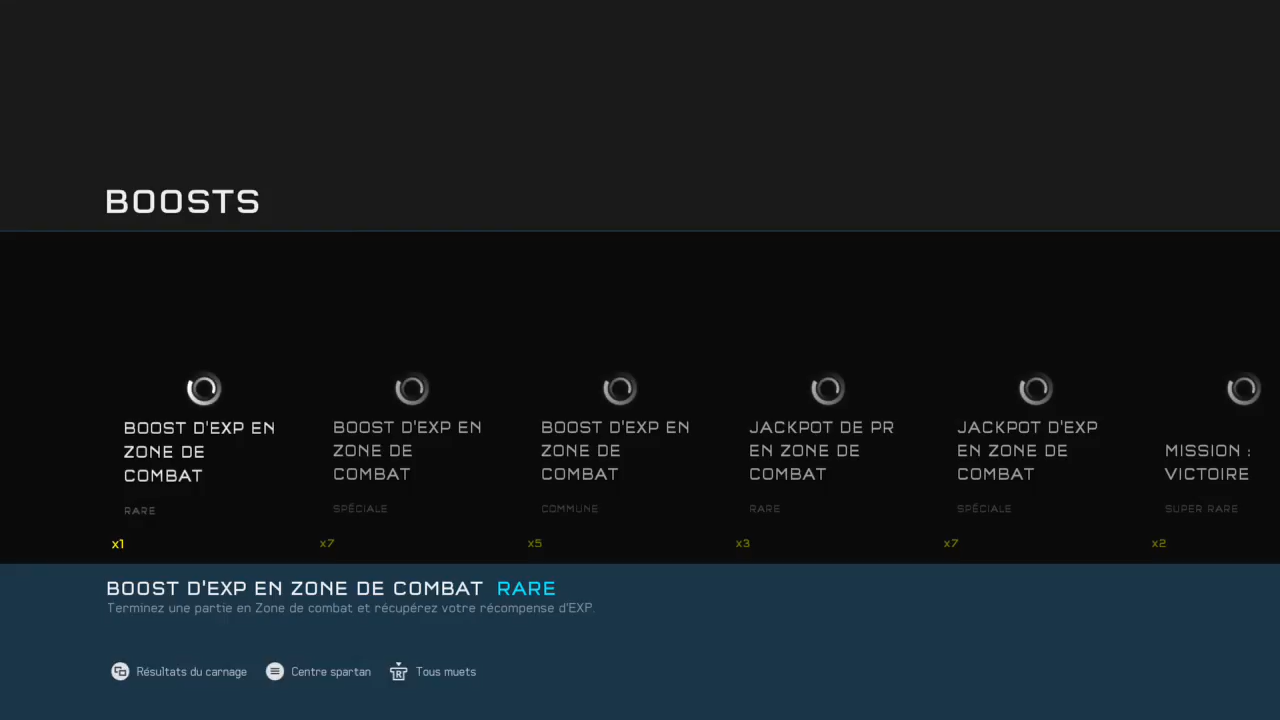 BOOSTS
BOOST D'EXP EN
ZONE DE
COMBAT
RARE
x1
BOOST D'EXP EN
ZONE DE
COMBAT
SPÉCIALE
x7
BOOST D'EXP EN
ZONE DE
COMBAT
COMMUNE
x5
JACKPOT DE PR
EN ZONE DE
COMBAT
RARE
x3
JACKPOT D'EXP
EN ZONE DE
COMBAT
SPÉCIALE
x7
MISSION :
VICTOIRE
SUPER RARE
x2
BOOST D'EXP EN ZONE DE COMBAT RARE
Terminez une partie en Zone de combat et récupérez votre récompense d'EXP.
Résultats du carnage Centre spartan R Tous muets